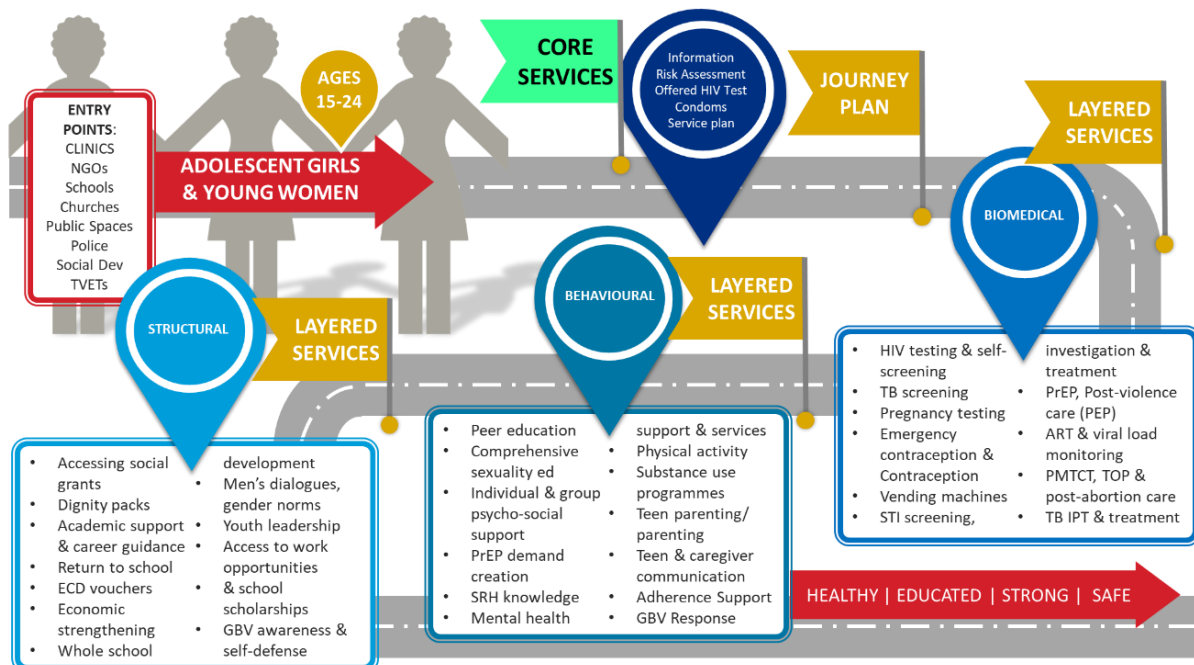 ENTRY
POINTS:
CLINICS
NGOs
Schools
Churches
Public Spaces
Police
Social Dev
TVETs
AGES
15-24
ADOLESCENT GIRLS
& YOUNG WOMEN
CORE
SERVICES
Information
Risk Assessment
Offered HIV Test
Condoms
Service plan
JOURNEY
PLAN
LAYERED
SERVICES
BIOMEDICAL
• HIV testing & self-
screening
• TB screening
• Pregnancy testing
• Emergency
contraception &
Contraception
• Vending machines
• STI screening,
investigation &
treatment
• PrEP, Post-violence
care (PEP)
• ART & viral load
monitoring
• PMTCT, TOP &
post-abortion care
• TB IPT & treatment
BEHAVIOURAL
LAYERED
SERVICES
• Peer education
• Comprehensive
sexuality ed
• Individual & group
psycho-social
support
• PrEP demand
creation
• SRH knowledge
• Mental health
support & services
• Physical activity
• Substance use
programmes
• Teen parenting/
parenting
• Teen & caregiver
communication
• Adherence Support
• GBV Response
STRUCTURAL
LAYERED
SERVICES
• Accessing social
grants
• Dignity packs
• Academic support
& career guidance
• Return to school
• ECD vouchers
• Economic
strengthening
• Whole school
development
• Men's dialogues,
gender norms
• Youth leadership
• Access to work
opportunities
• & school
scholarships
• GBV awareness &
self-defense
HEALTHY | EDUCATED | STRONG | SAFE